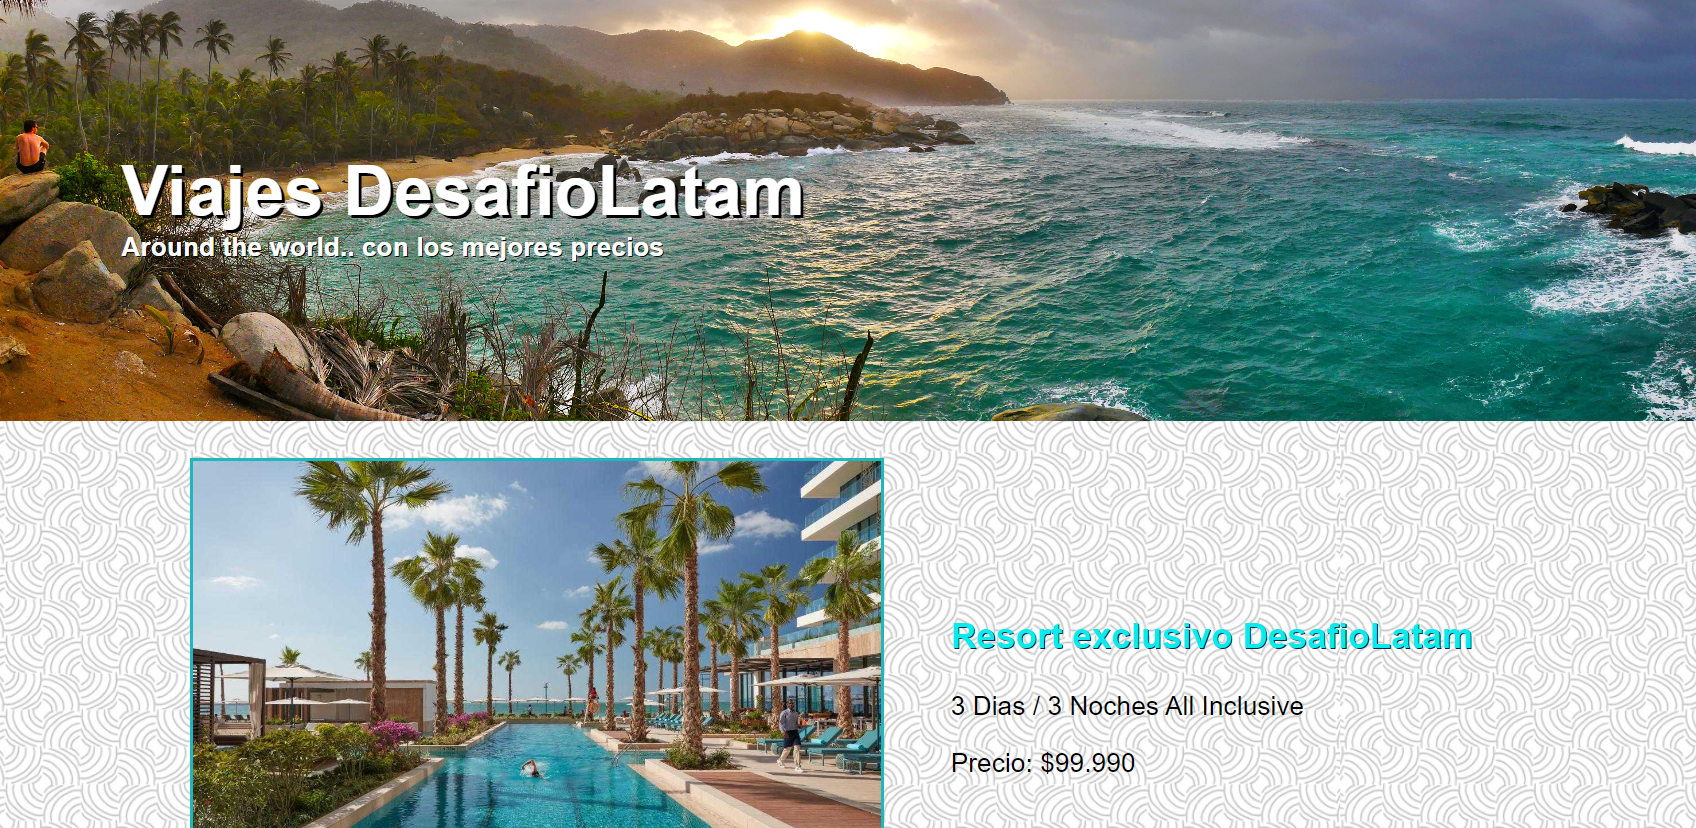 Viajes DesafioLatam
Around the world.. con los mejores precios
Resort exclusivo DesafioLatam
3 Dias / 3 Noches All Inclusive
Precio: $99.990